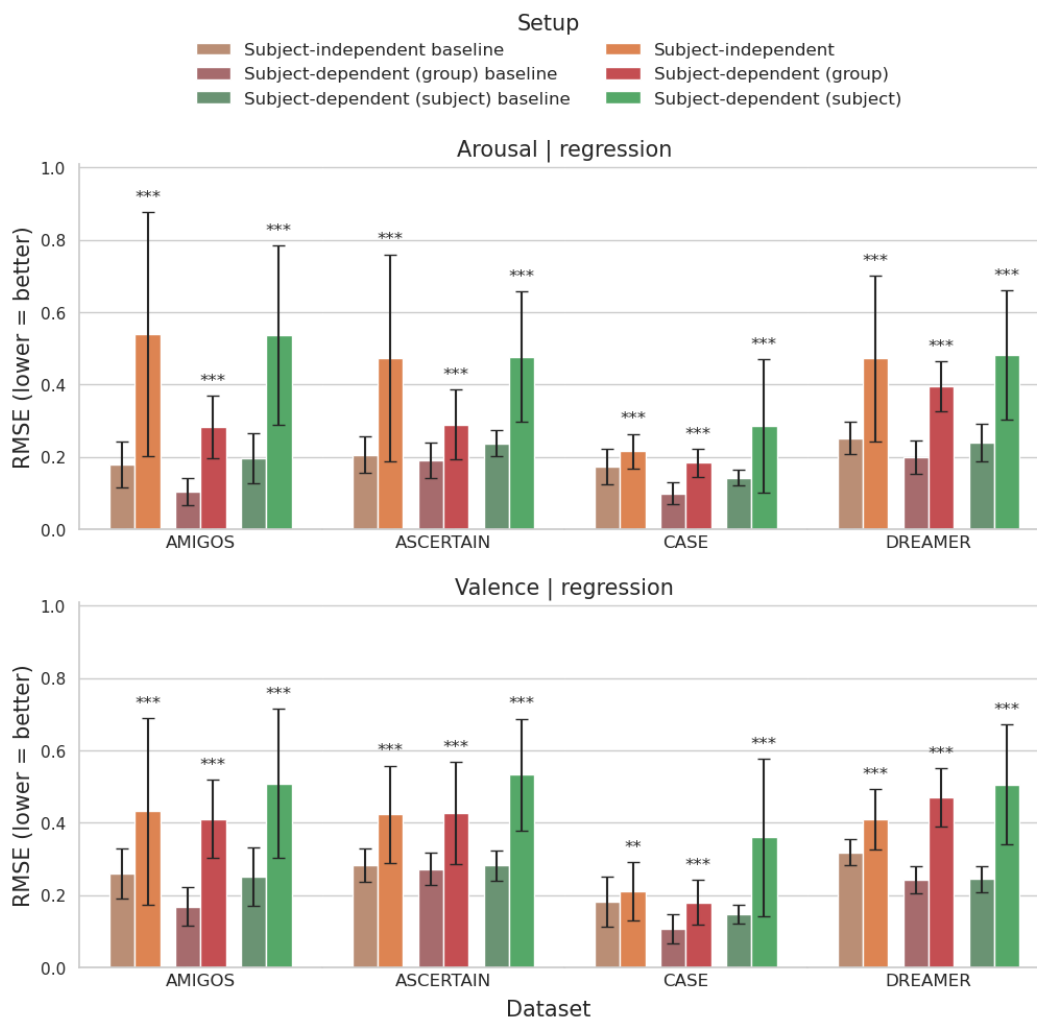 Setup
Subject-independent baseline
Subject-dependent (group) baseline
Subject-dependent (subject) baseline
Subject-independent
Subject-dependent (group)
Subject-dependent (subject)
Arousal | regression
RMSE (lower = better)
1.0
0.8
0.6
0.4
0.2
0.0
*** *** *** *** *** *** *** *** *** *** *** ***
AMIGOS ASCERTAIN CASE DREAMER
Valence | regression
RMSE (lower = better)
1.0
0.8
0.6
0.4
0.2
0.0
*** *** *** *** *** *** ** *** *** *** *** ***
AMIGOS ASCERTAIN CASE DREAMER
Dataset